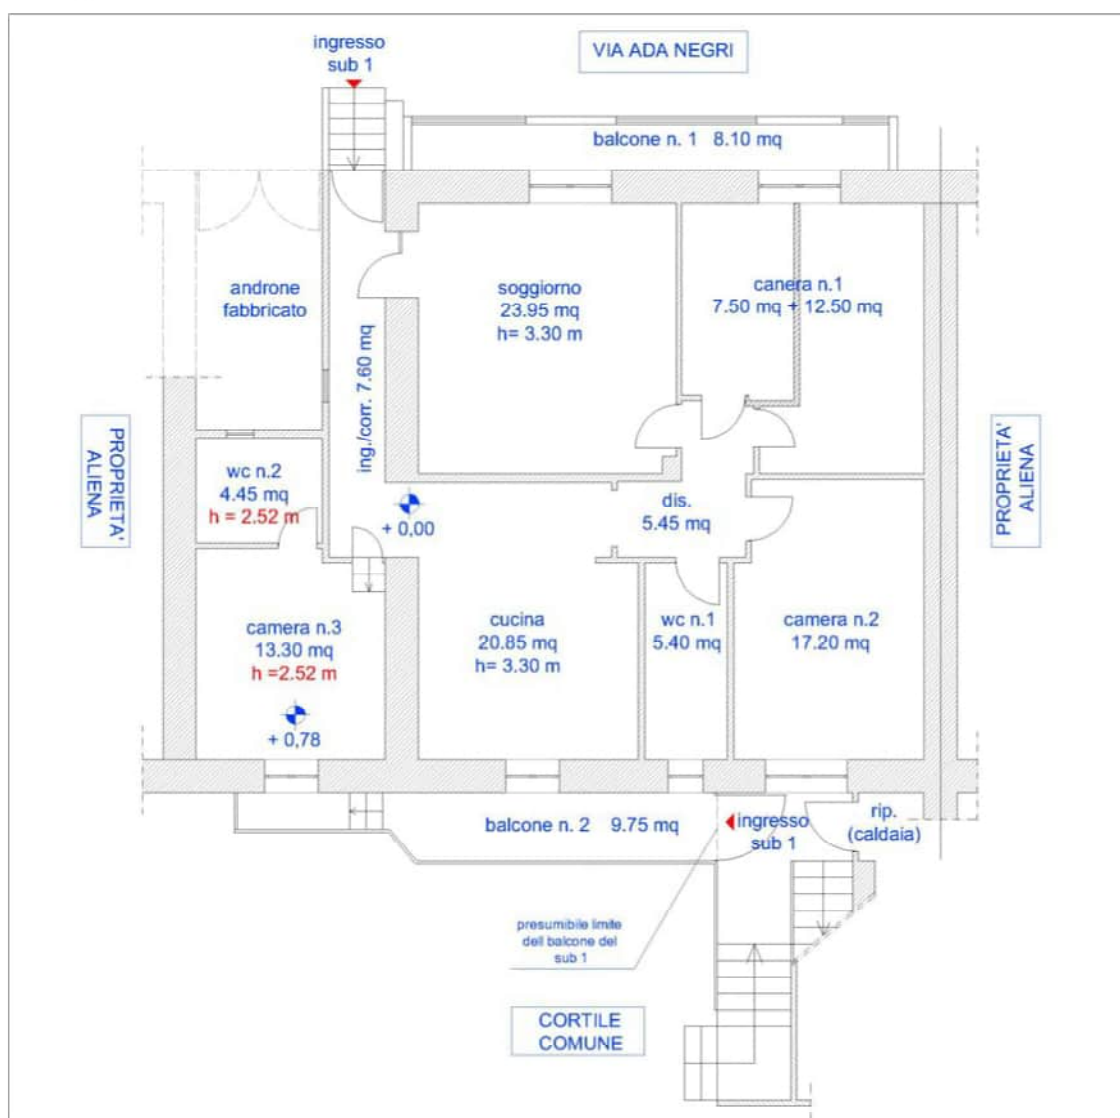 ingresso
sub 1
VIA ADA NEGRI
balcone n. 1   8.10 mq
androne
fabbricato
soggiorno
23.95 mq
h= 3.30 m
canera n.1
7.50 mq + 12.50 mq
ing./corr. 7.60 mq
PROPRIETA'
ALIENA
PROPRIETA'
ALIENA
wc n.2
4.45 mq
h = 2.52 m
+ 0,00
dis.
5.45 mq
camera n.3
13.30 mq
h =2.52 m
+ 0,78
cucina
20.85 mq
h= 3.30 m
wc n.1
5.40 mq
camera n.2
17.20 mq
balcone n. 2   9.75 mq
ingresso
sub 1
rip.
(caldaia)
presumibile limite
dell balcone del
sub 1
CORTILE
COMUNE